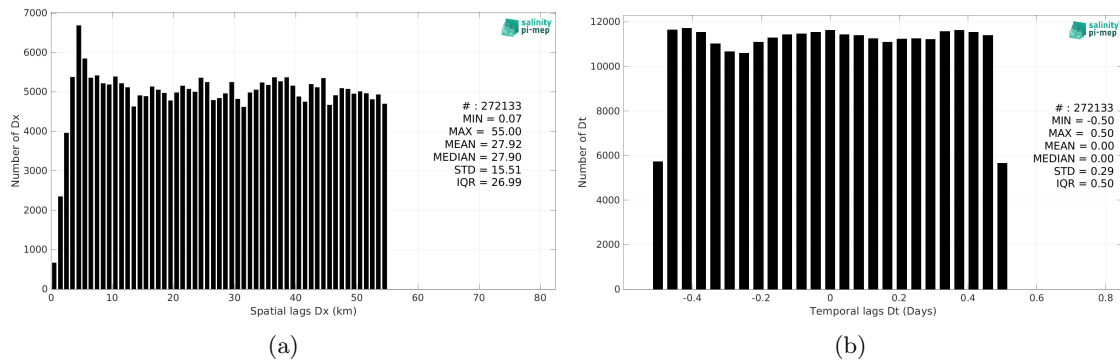 7000
6000
5000
4000
3000
2000
1000
0
Number of Dx
salinity
pi-mep
# : 272133
MIN = 0.07
MAX = 55.00
MEAN = 27.92
MEDIAN = 27.90
STD = 15.51
IQR = 26.99
0 10 20 30 40 50 60 70 80
Spatial lags Dx (km)
(a)
12000
10000
8000
6000
4000
2000
0
Number of Dt
salinity
pi-mep
# : 272133
MIN = -0.50
MAX = 0.50
MEAN = 0.00
MEDIAN = 0.00
STD = 0.29
IQR = 0.50
-0.4 -0.2 0 0.2 0.4 0.6 0.8
Temporal lags Dt (Days)
(b)